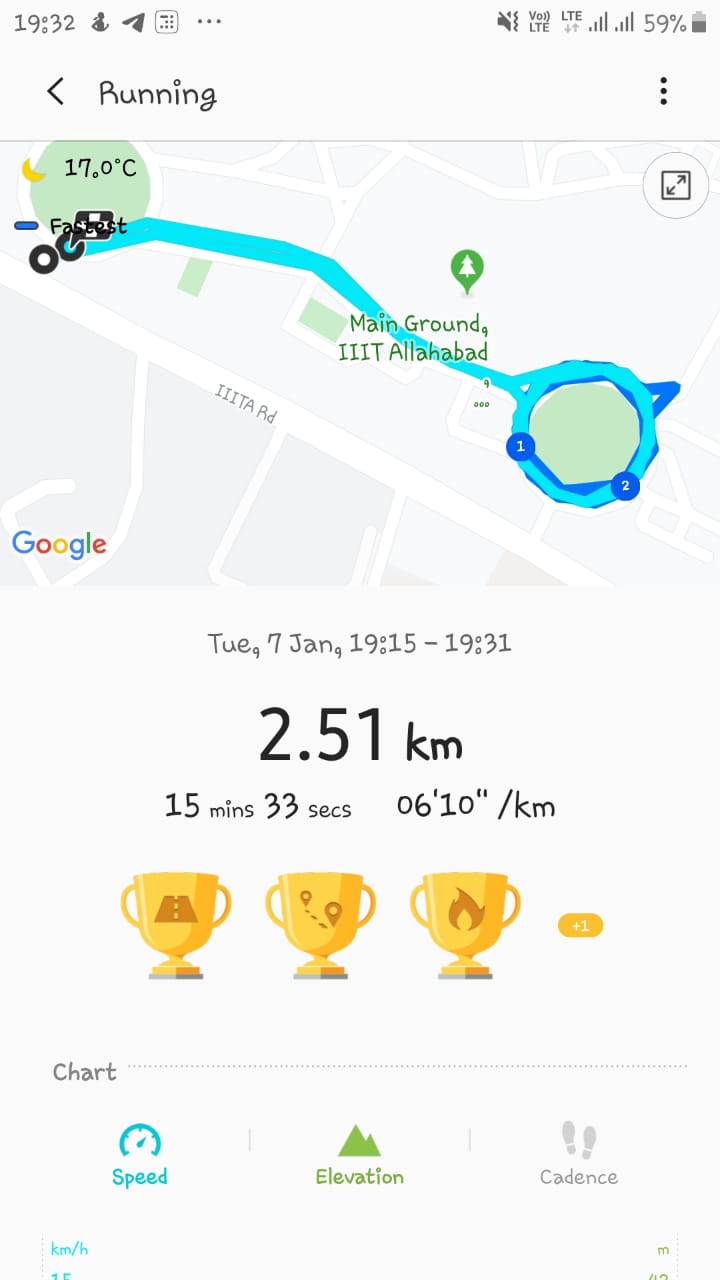 19:32 ... Vo)) LTE LTE 59%
Running
17.0°C
Fastest
Main Ground,
IIIT Allahabad
IIITA Rd
1
2
Google
Tue, 7 Jan, 19:15 – 19:31
2.51 km
15 mins 33 secs 06'10" /km
+1
Chart
Speed Elevation Cadence
km/h m